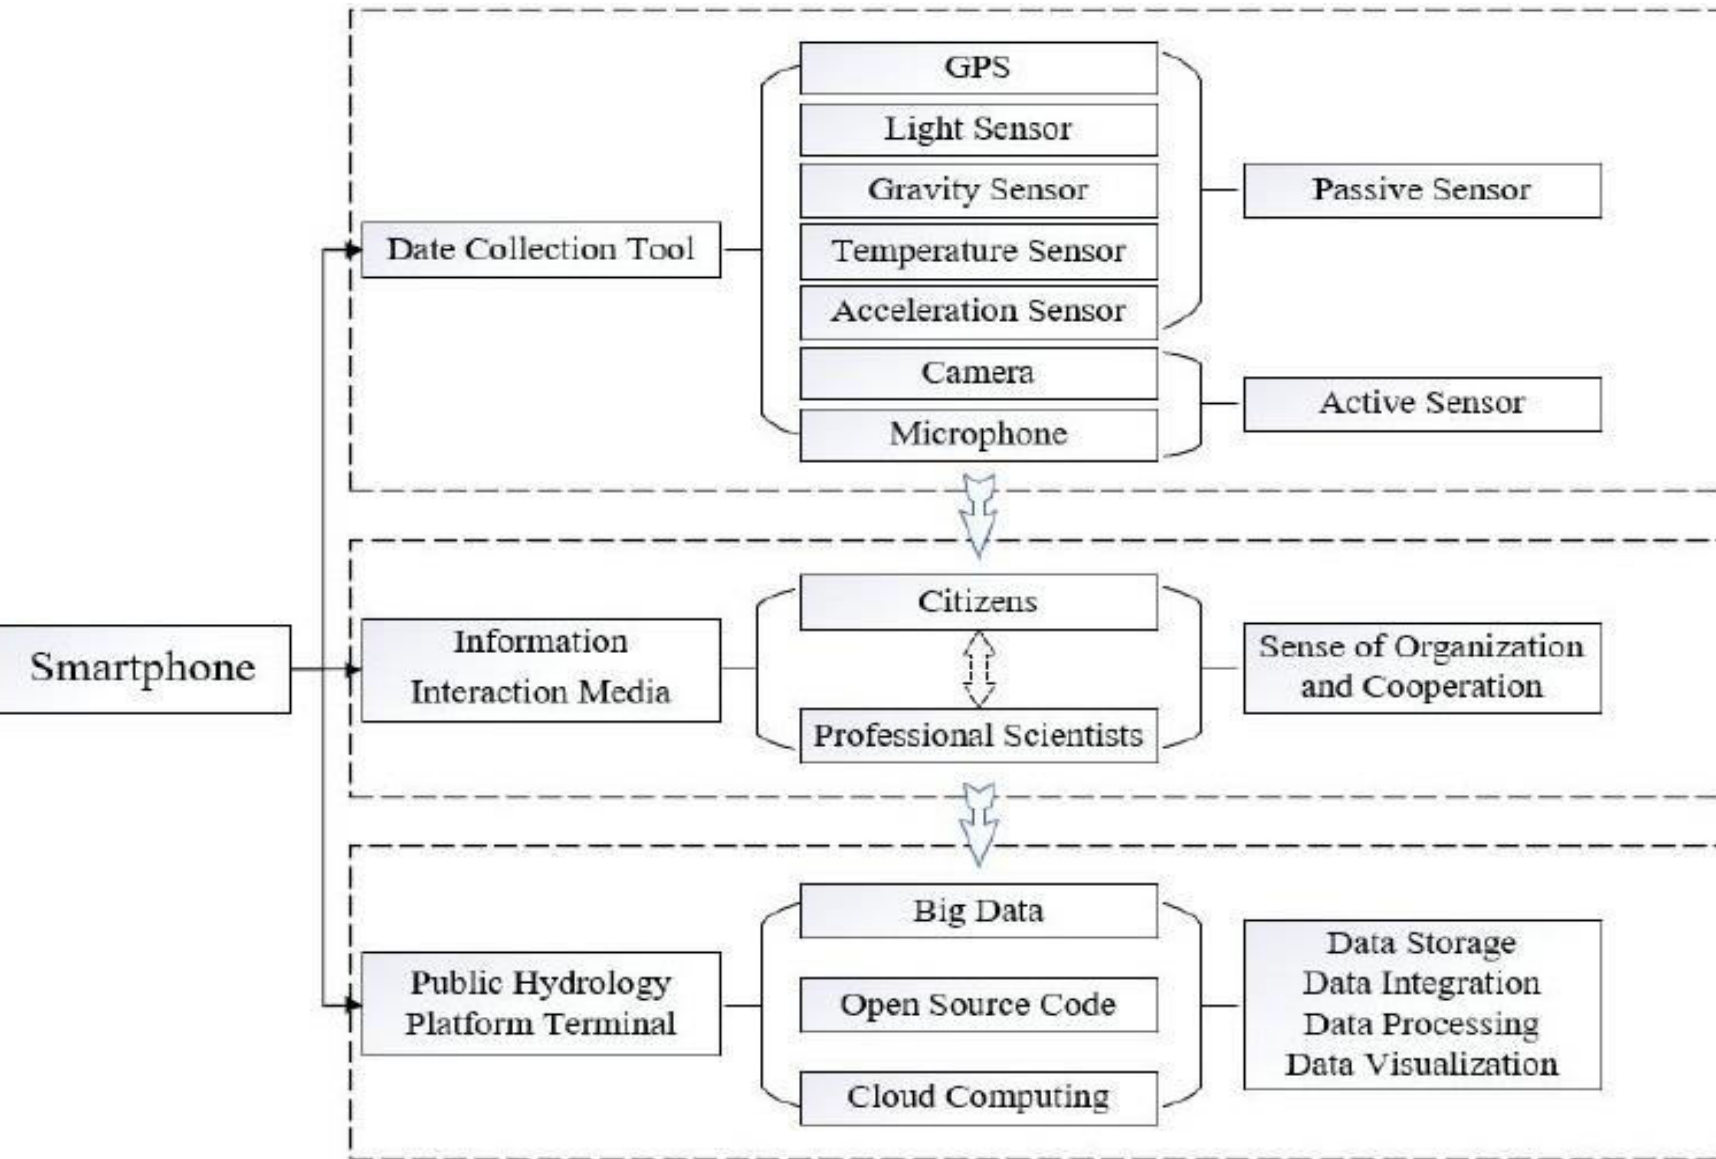 GPS
Light Sensor
Gravity Sensor
Passive Sensor
Date Collection Tool
Temperature Sensor
Acceleration Sensor
Camera
Active Sensor
Microphone
Citizens
Smartphone
Information
Interaction Media
Sense of Organization
and Cooperation
Professional Scientists
Big Data
Public Hydrology
Platform Terminal
Open Source Code
Data Storage
Data Integration
Data Processing
Data Visualization
Cloud Computing